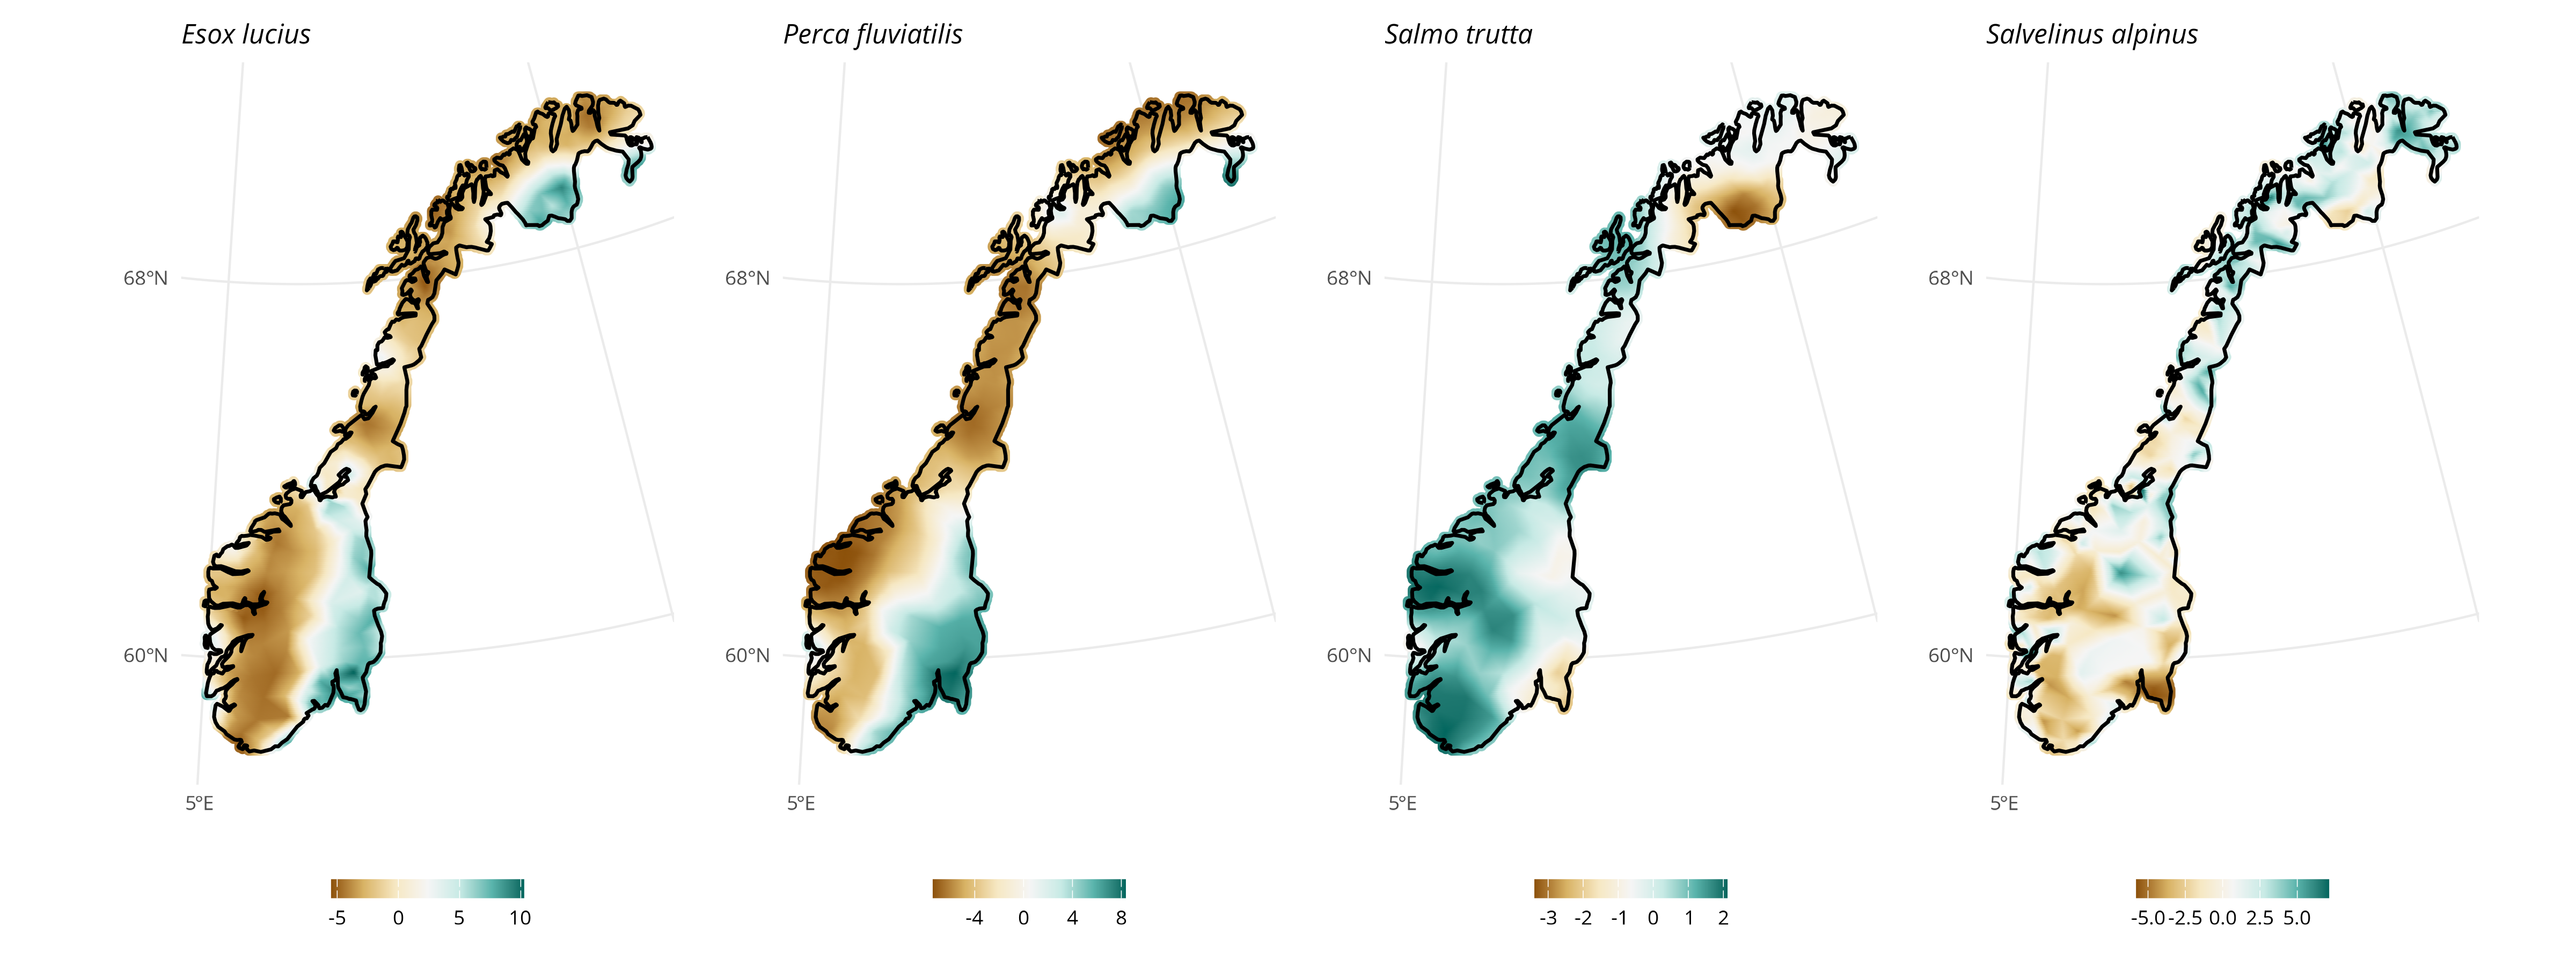 Esox lucius
Perca fluviatilis
Salmo trutta
Salvelinus alpinus
68°N
68°N
68°N
68°N
60°N
60°N
60°N
60°N
5°E
5°E
5°E
5°E
-5 0 5 10
-4 0 4 8
-3 -2 -1 0 1 2
-5.0 -2.5 0.0 2.5 5.0